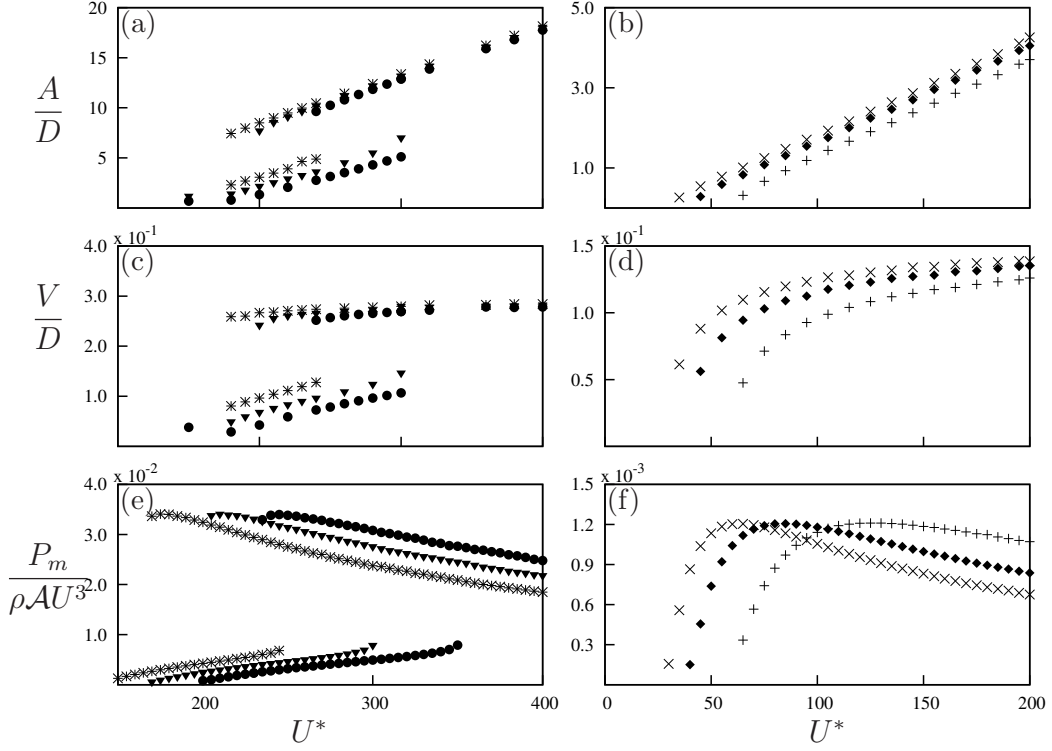 (a)
20
15
10
5
A/D
(b)
5.0
3.0
1.0
x 10⁻¹
(c)
4.0
3.0
2.0
1.0
V/D
x 10⁻¹
(d)
1.5
1.0
0.5
x 10⁻²
(e)
4.0
3.0
2.0
1.0
P_m/ρ𝒜U³
200
300
400
U*
x 10⁻³
(f)
1.5
1.2
0.9
0.6
0.3
0
50
100
150
200
U*